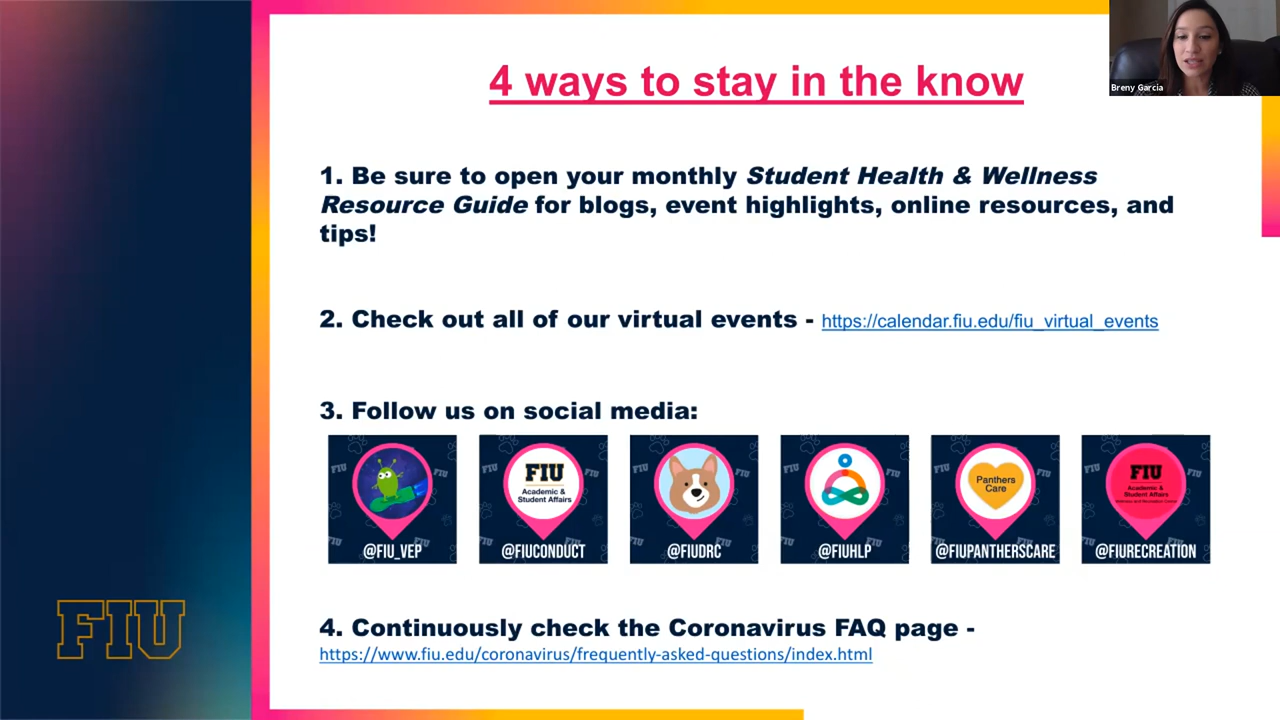 4 ways to stay in the know
Breny Garcia
1. Be sure to open your monthly Student Health & Wellness
Resource Guide for blogs, event highlights, online resources, and
tips!
2. Check out all of our virtual events - https://calendar.fiu.edu/fiu_virtual_events
3. Follow us on social media:
FIU
Academic &
Student Affairs
Panthers
Care
FIU
Academic &
Student Affairs
Wellness and Recreation Center
@FIU_VEP
@FIUCONDUCT
@FIUDRC
@FIUHLP
@FIUPANTHERSCARE
@FIURECREATION
4. Continuously check the Coronavirus FAQ page -
https://www.fiu.edu/coronavirus/frequently-asked-questions/index.html
FIU